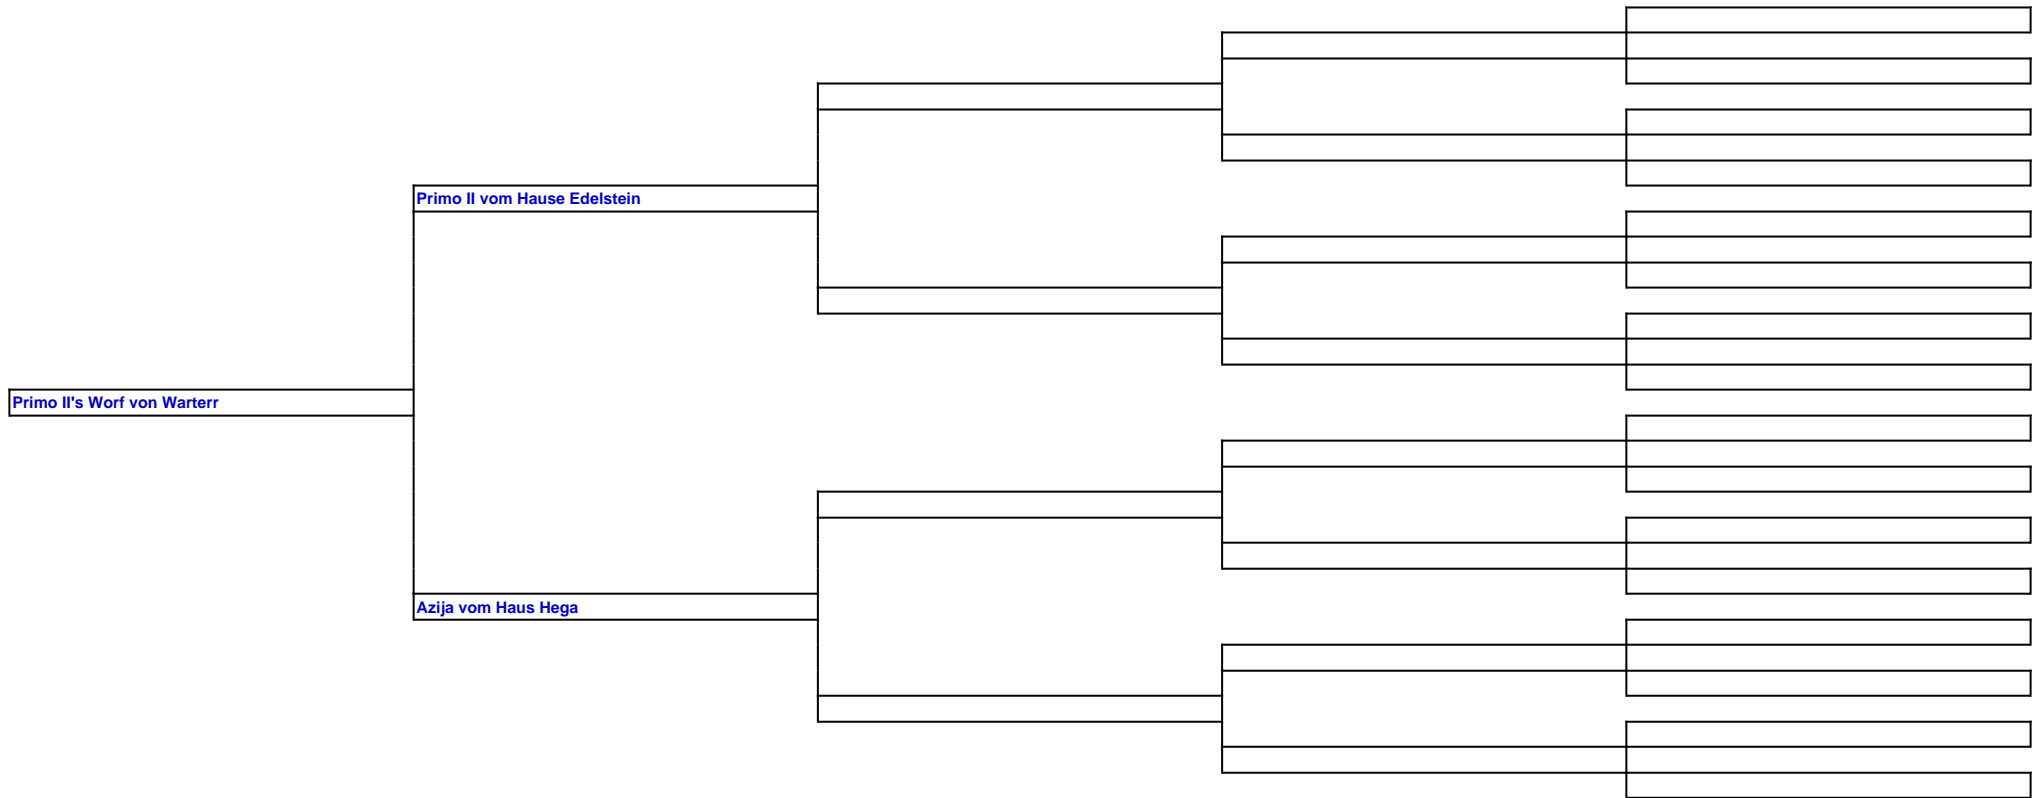 Primo II vom Hause Edelstein
Primo II's Worf von Warterr
Azija vom Haus Hega